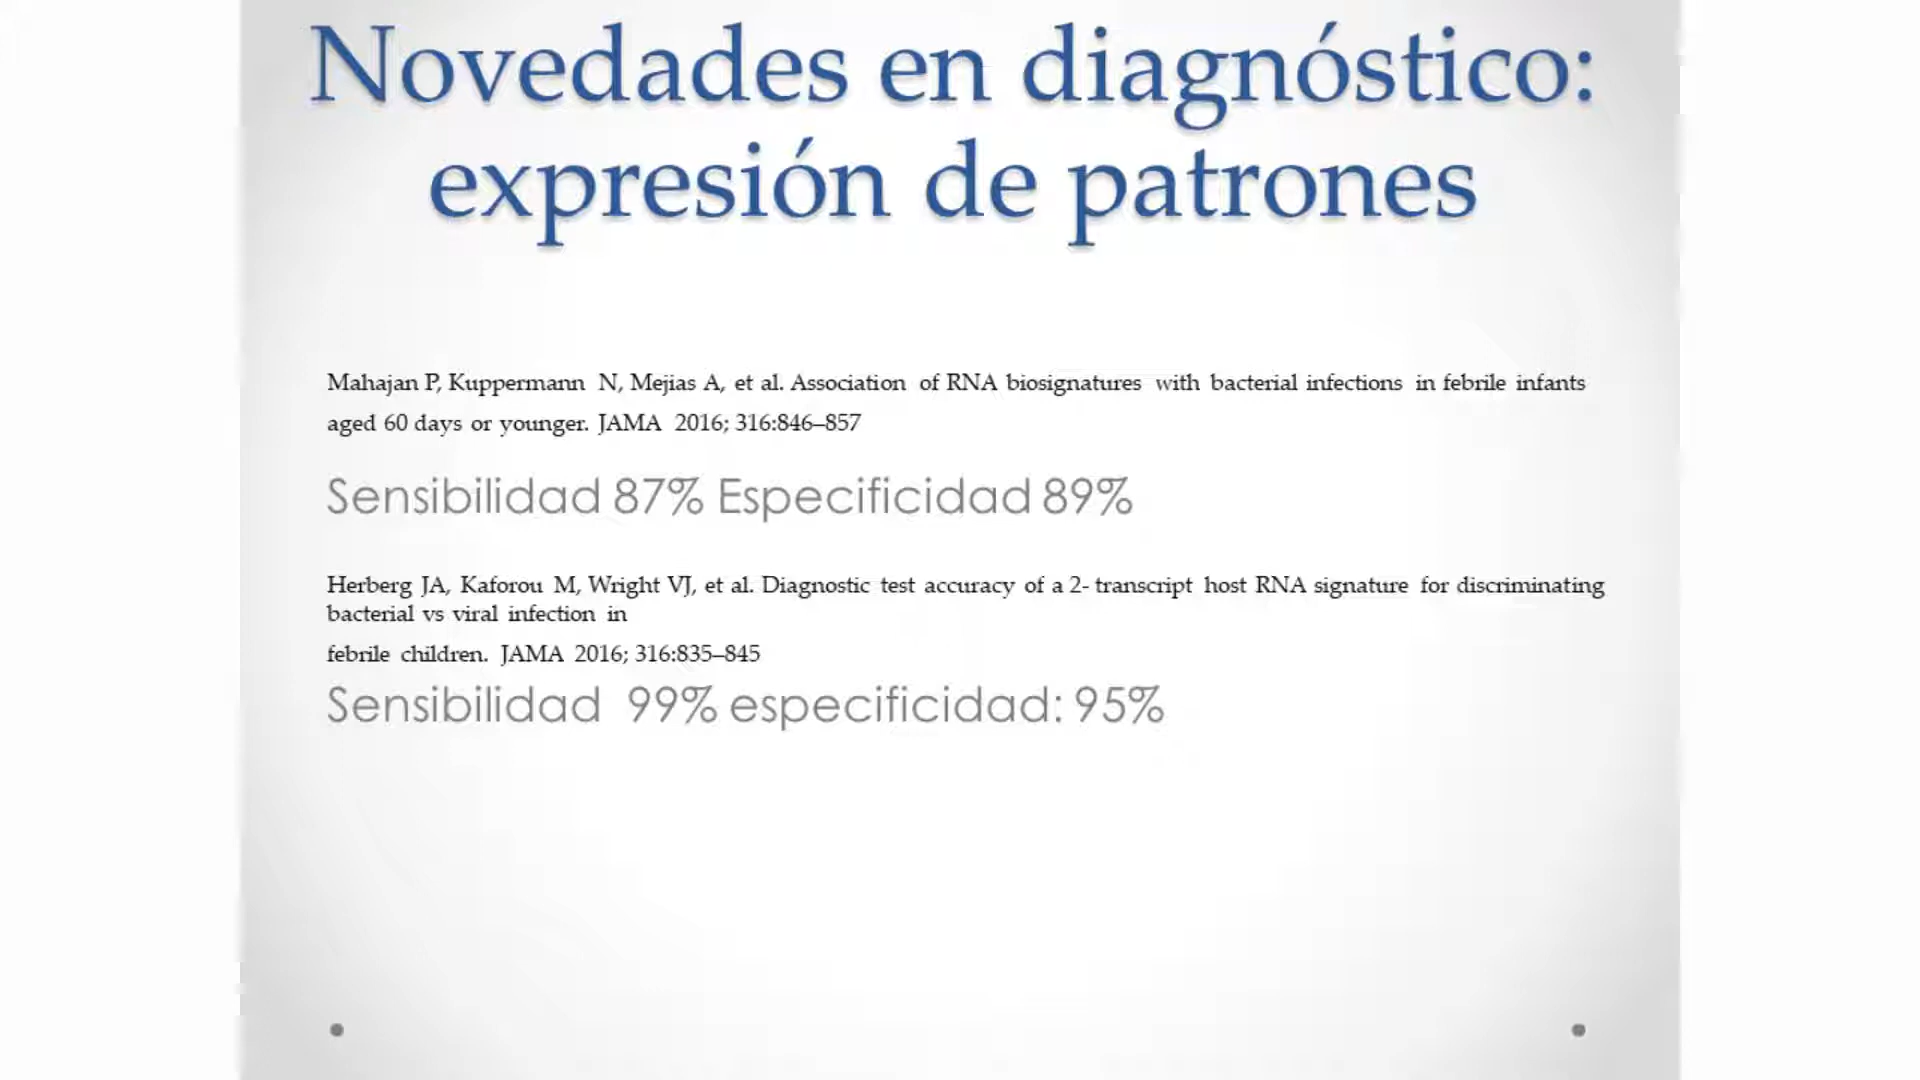 Novedades en diagnóstico:
expresión de patrones
Mahajan P, Kuppermann N, Mejias A, et al. Association of RNA biosignatures with bacterial infections in febrile infants
aged 60 days or younger. JAMA 2016; 316:846–857
Sensibilidad 87% Especificidad 89%
Herberg JA, Kaforou M, Wright VJ, et al. Diagnostic test accuracy of a 2- transcript host RNA signature for discriminating
bacterial vs viral infection in
febrile children. JAMA 2016; 316:835–845
Sensibilidad 99% especificidad: 95%